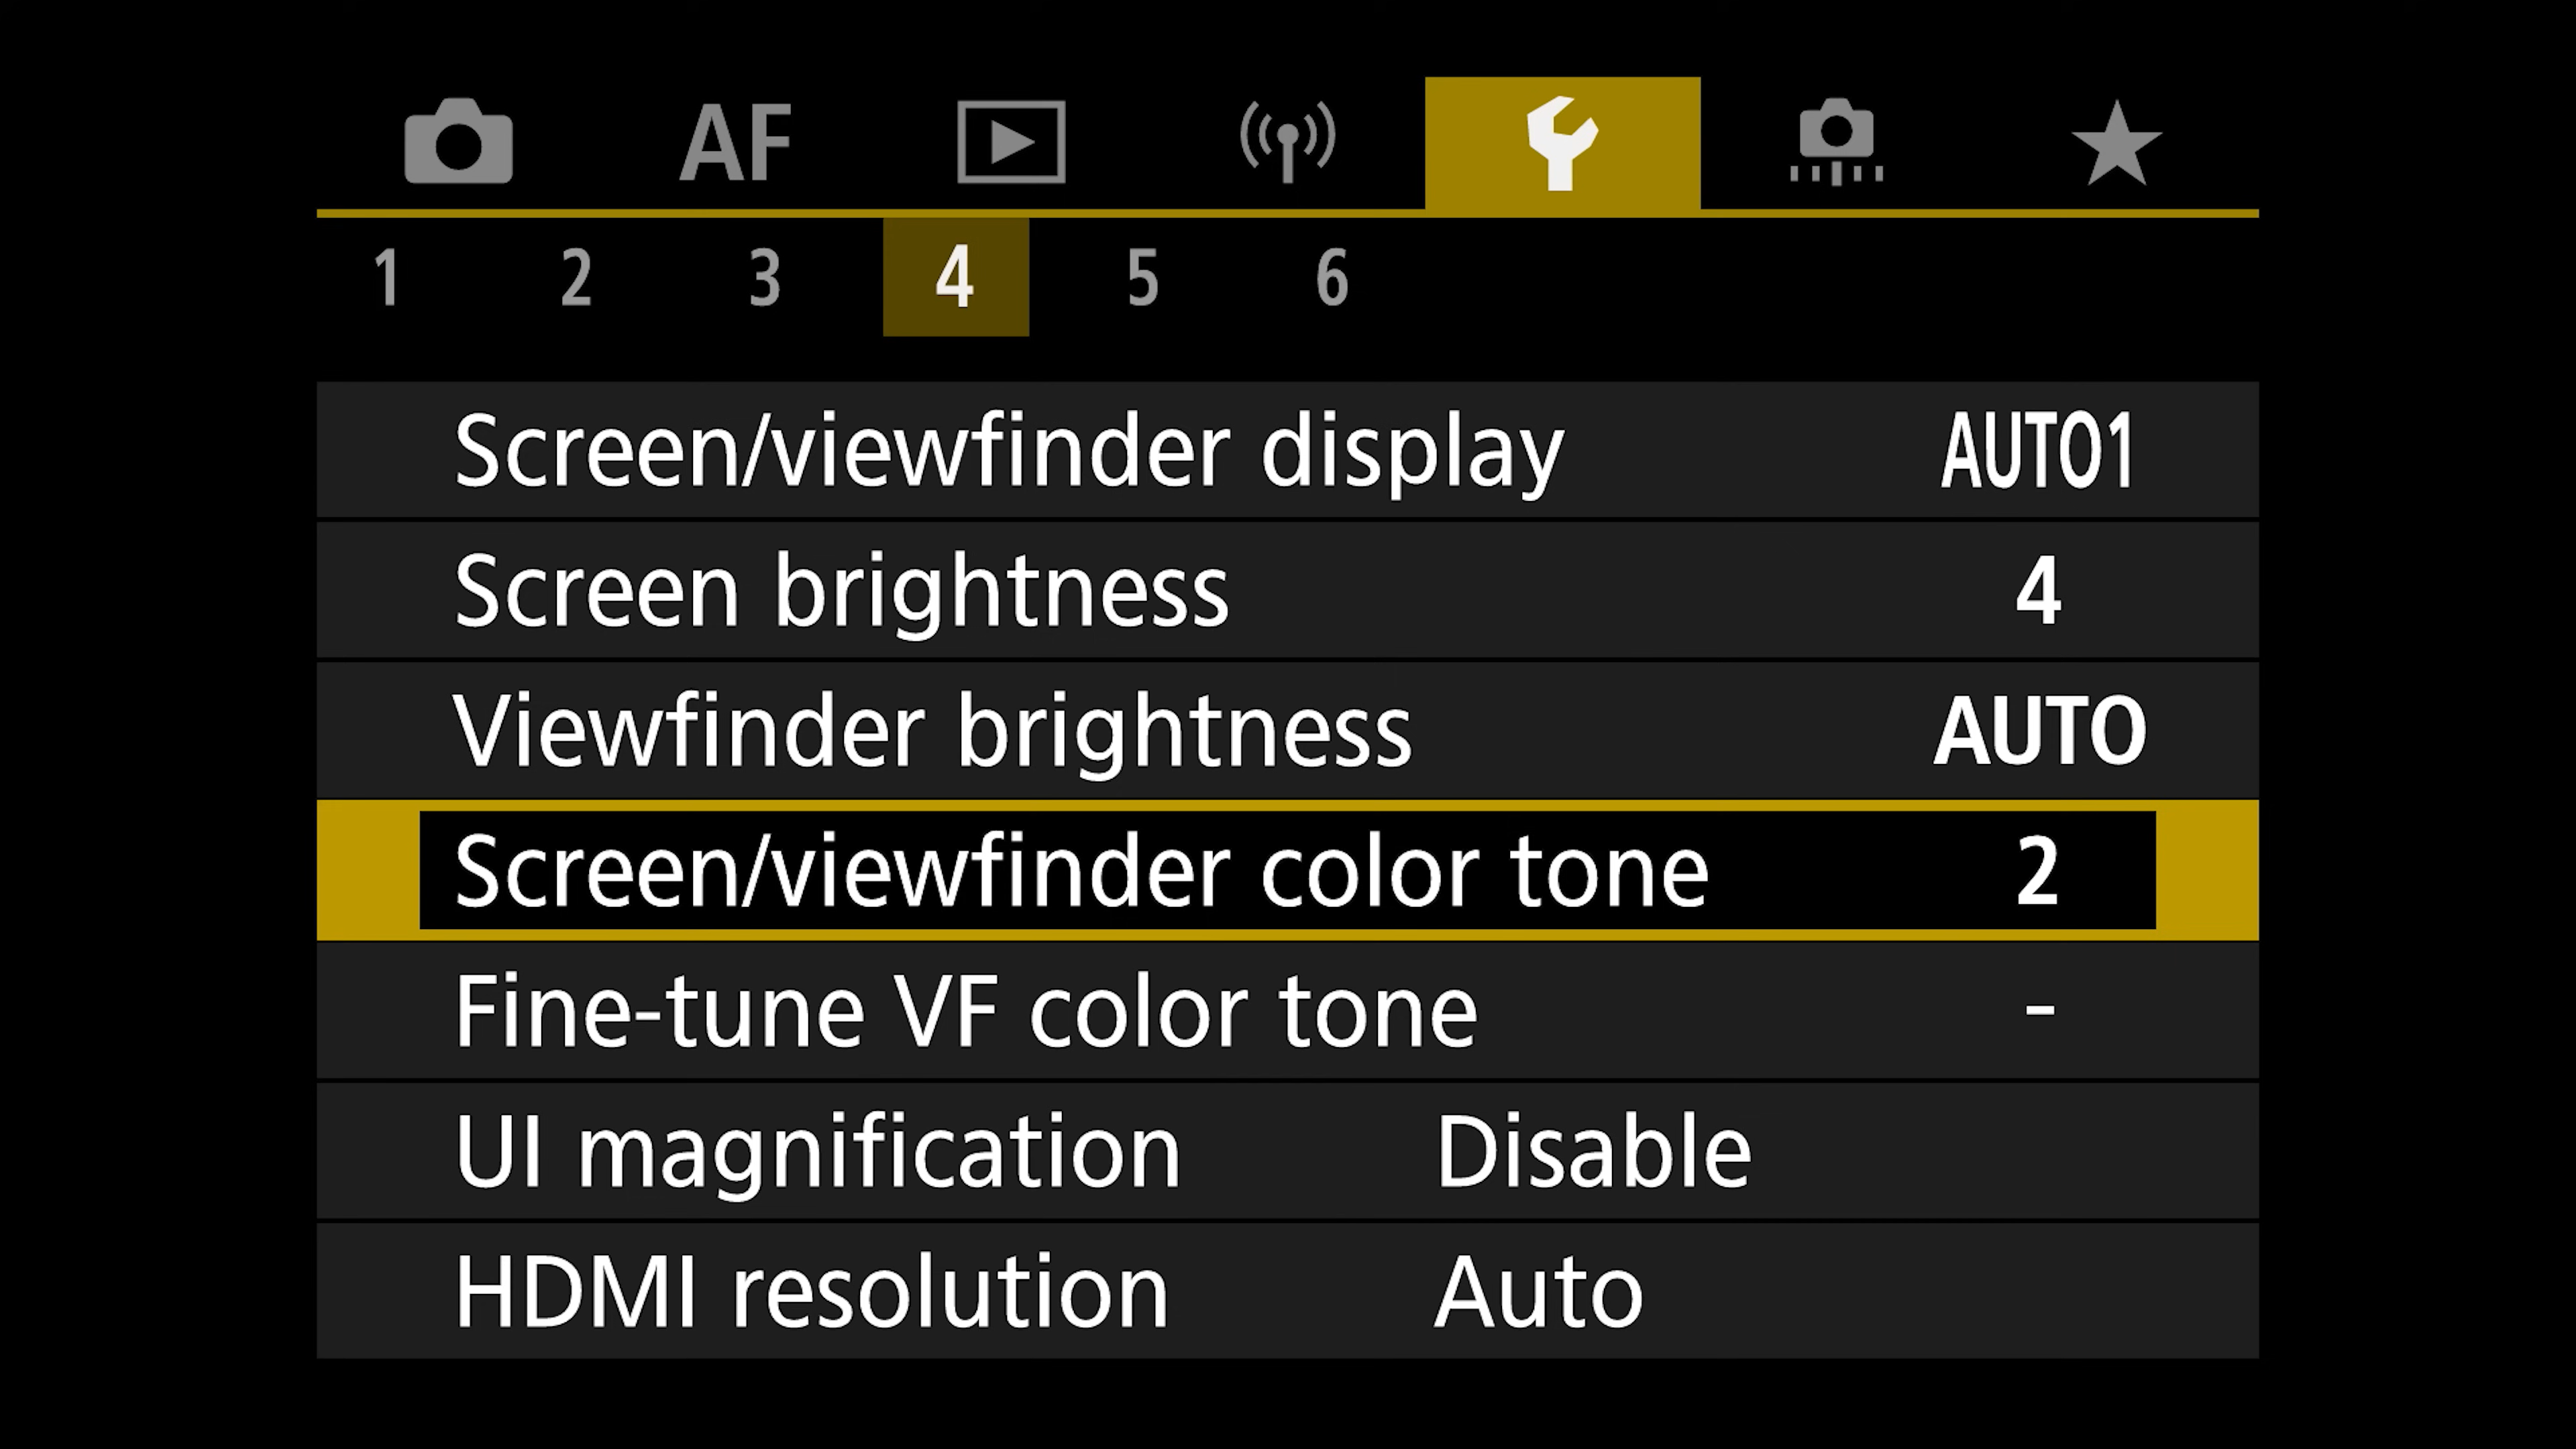 AF
1 2 3 4 5 6
Screen/viewfinder display AUTO1
Screen brightness 4
Viewfinder brightness AUTO
Screen/viewfinder color tone 2
Fine-tune VF color tone -
UI magnification Disable
HDMI resolution Auto